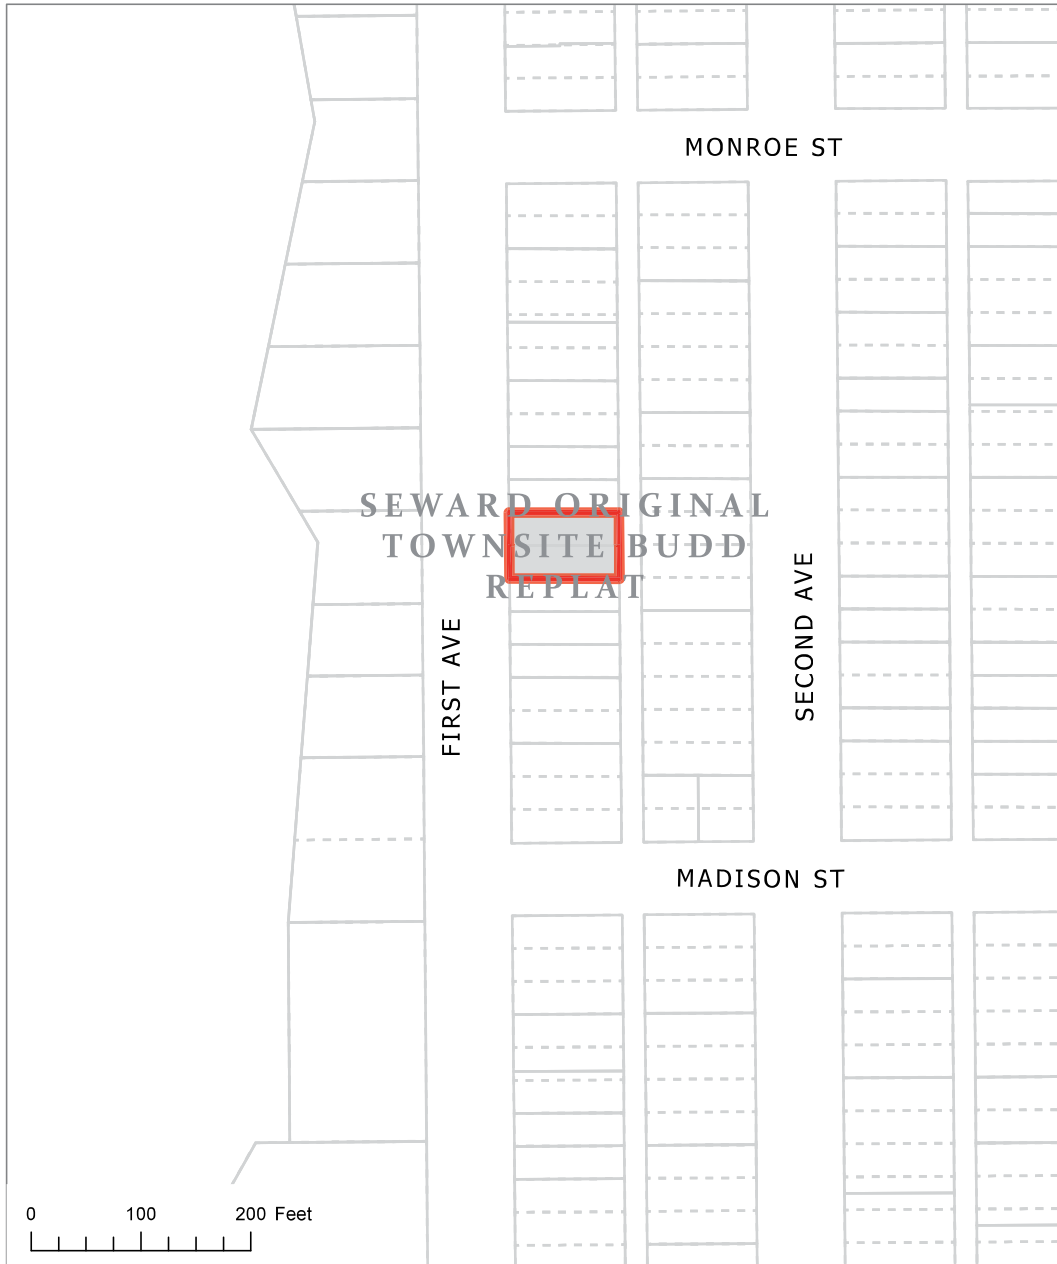 MONROE ST
SEWARD ORIGINAL
TOWNSITE BUDD
REPLAT
FIRST AVE
SECOND AVE
MADISON ST
0 100 200 Feet